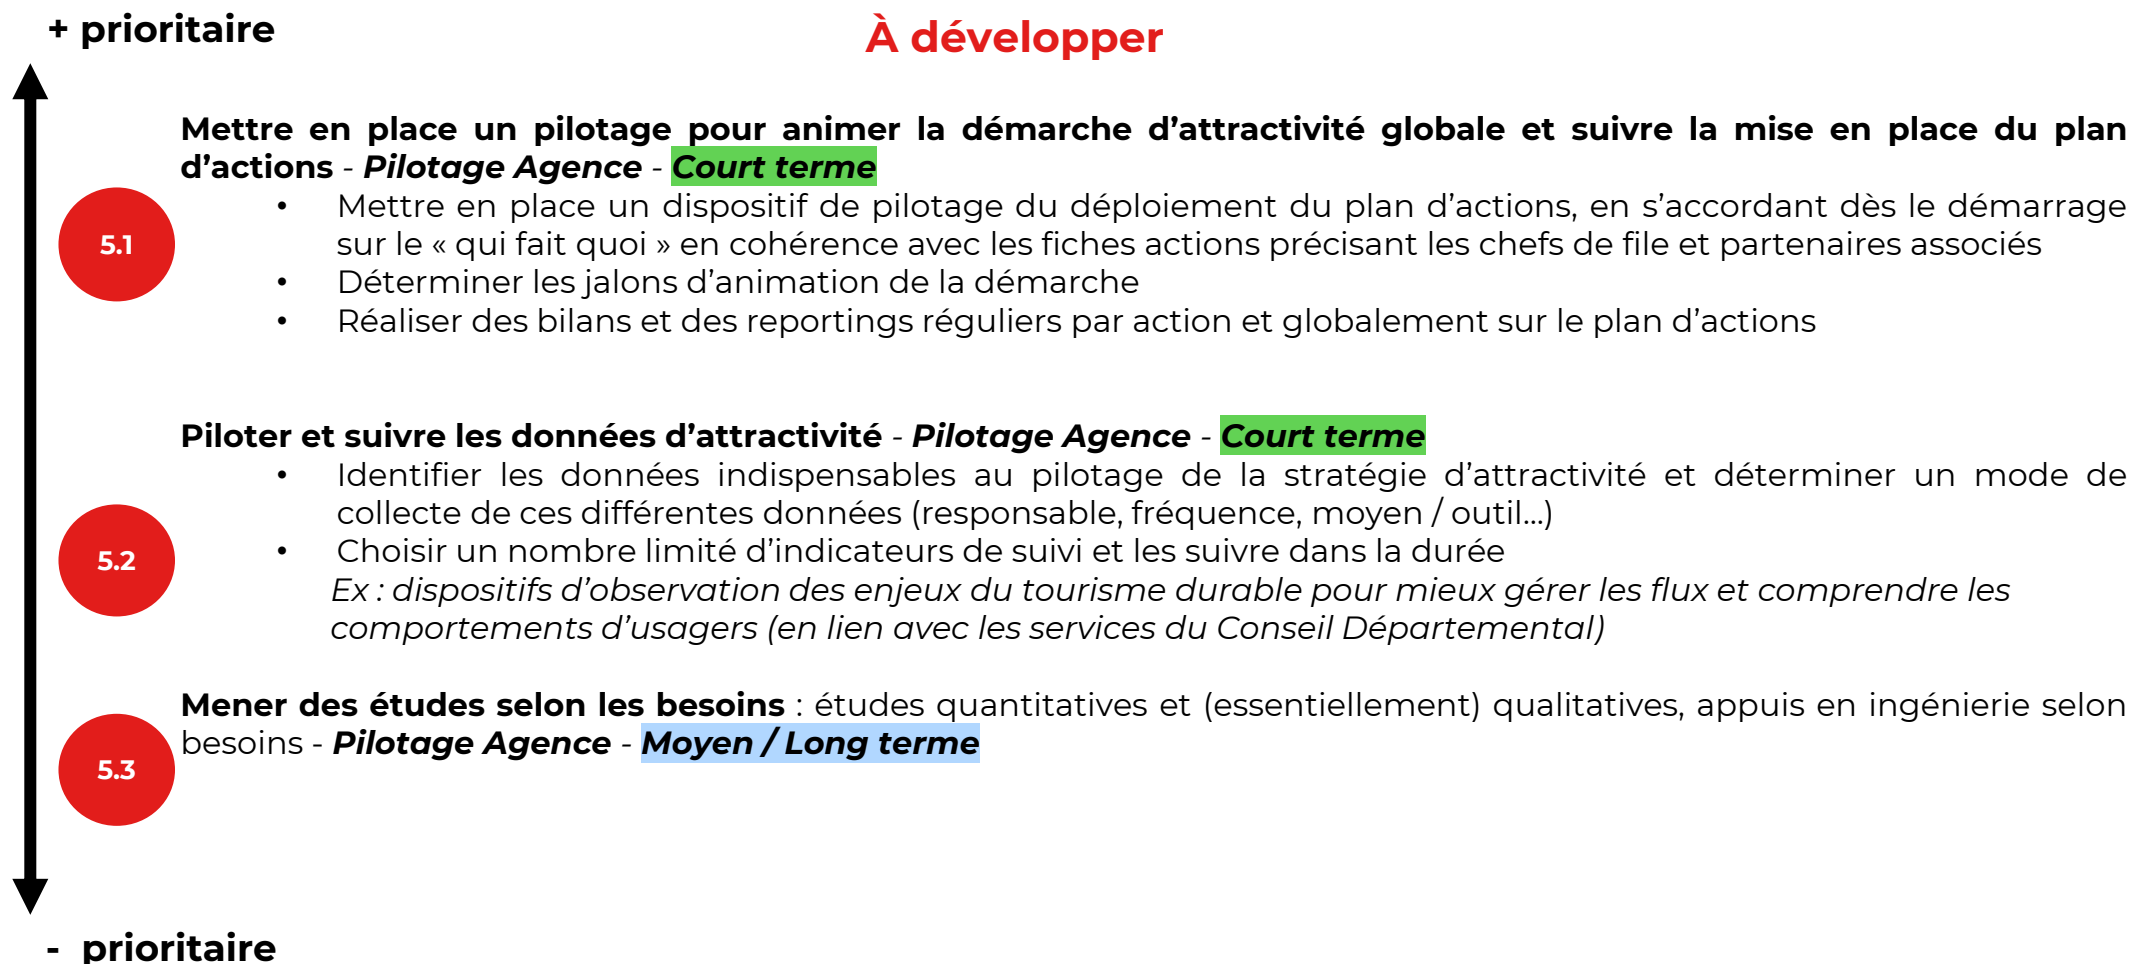 + prioritaire
À développer
Mettre en place un pilotage pour animer la démarche d’attractivité globale et suivre la mise en place du plan
d’actions - Pilotage Agence - Court terme
5.1
• Mettre en place un dispositif de pilotage du déploiement du plan d’actions, en s’accordant dès le démarrage
sur le « qui fait quoi » en cohérence avec les fiches actions précisant les chefs de file et partenaires associés
• Déterminer les jalons d’animation de la démarche
• Réaliser des bilans et des reportings réguliers par action et globalement sur le plan d’actions
Piloter et suivre les données d’attractivité - Pilotage Agence - Court terme
5.2
• Identifier les données indispensables au pilotage de la stratégie d’attractivité et déterminer un mode de
collecte de ces différentes données (responsable, fréquence, moyen / outil…)
• Choisir un nombre limité d’indicateurs de suivi et les suivre dans la durée
Ex : dispositifs d’observation des enjeux du tourisme durable pour mieux gérer les flux et comprendre les
comportements d’usagers (en lien avec les services du Conseil Départemental)
Mener des études selon les besoins : études quantitatives et (essentiellement) qualitatives, appuis en ingénierie selon
besoins - Pilotage Agence - Moyen / Long terme
5.3
- prioritaire